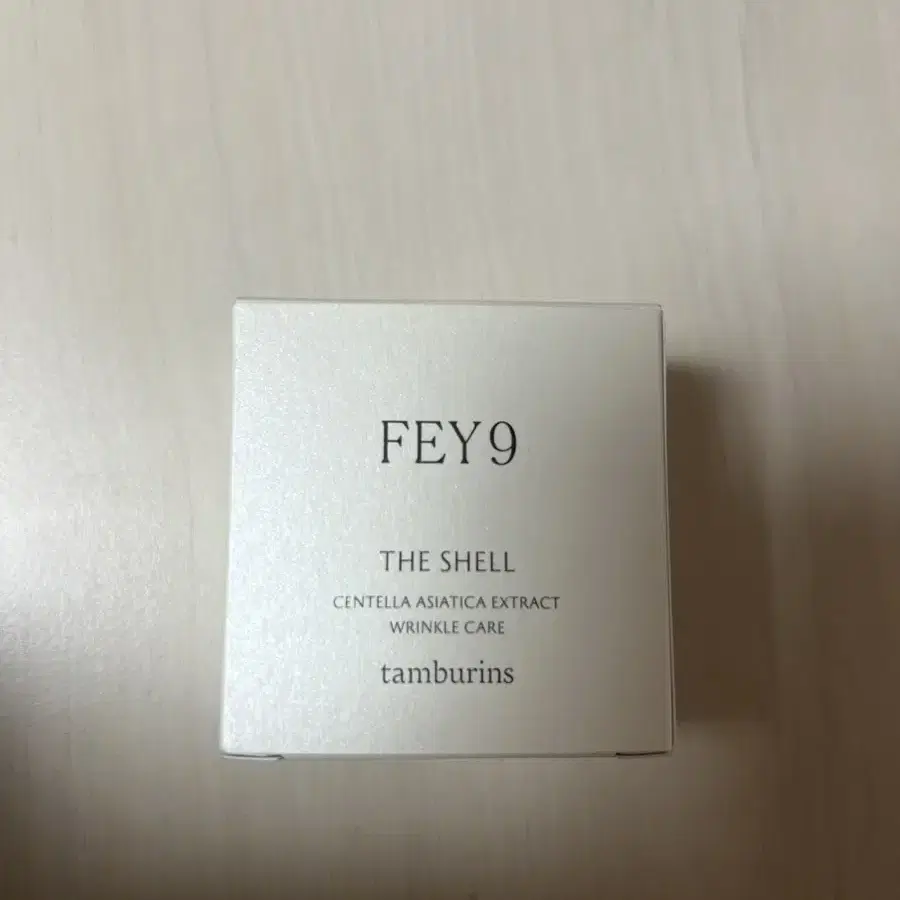 FEY9
THE SHELL
CENTELLA ASIATICA EXTRACT
WRINKLE CARE
tamburins